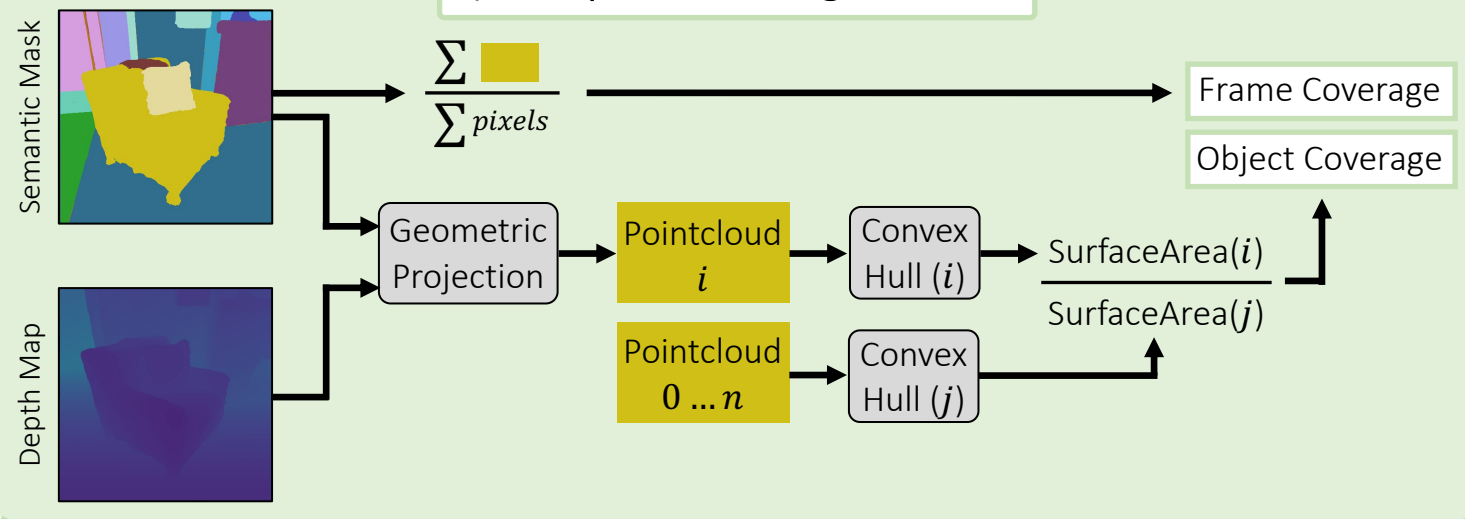 Semantic Mask
∑
∑ pixels
Frame Coverage
Object Coverage
Geometric
Projection
Pointcloud
i
Convex
Hull (i)
SurfaceArea(i)
SurfaceArea(j)
Depth Map
Pointcloud
0 ... n
Convex
Hull (j)